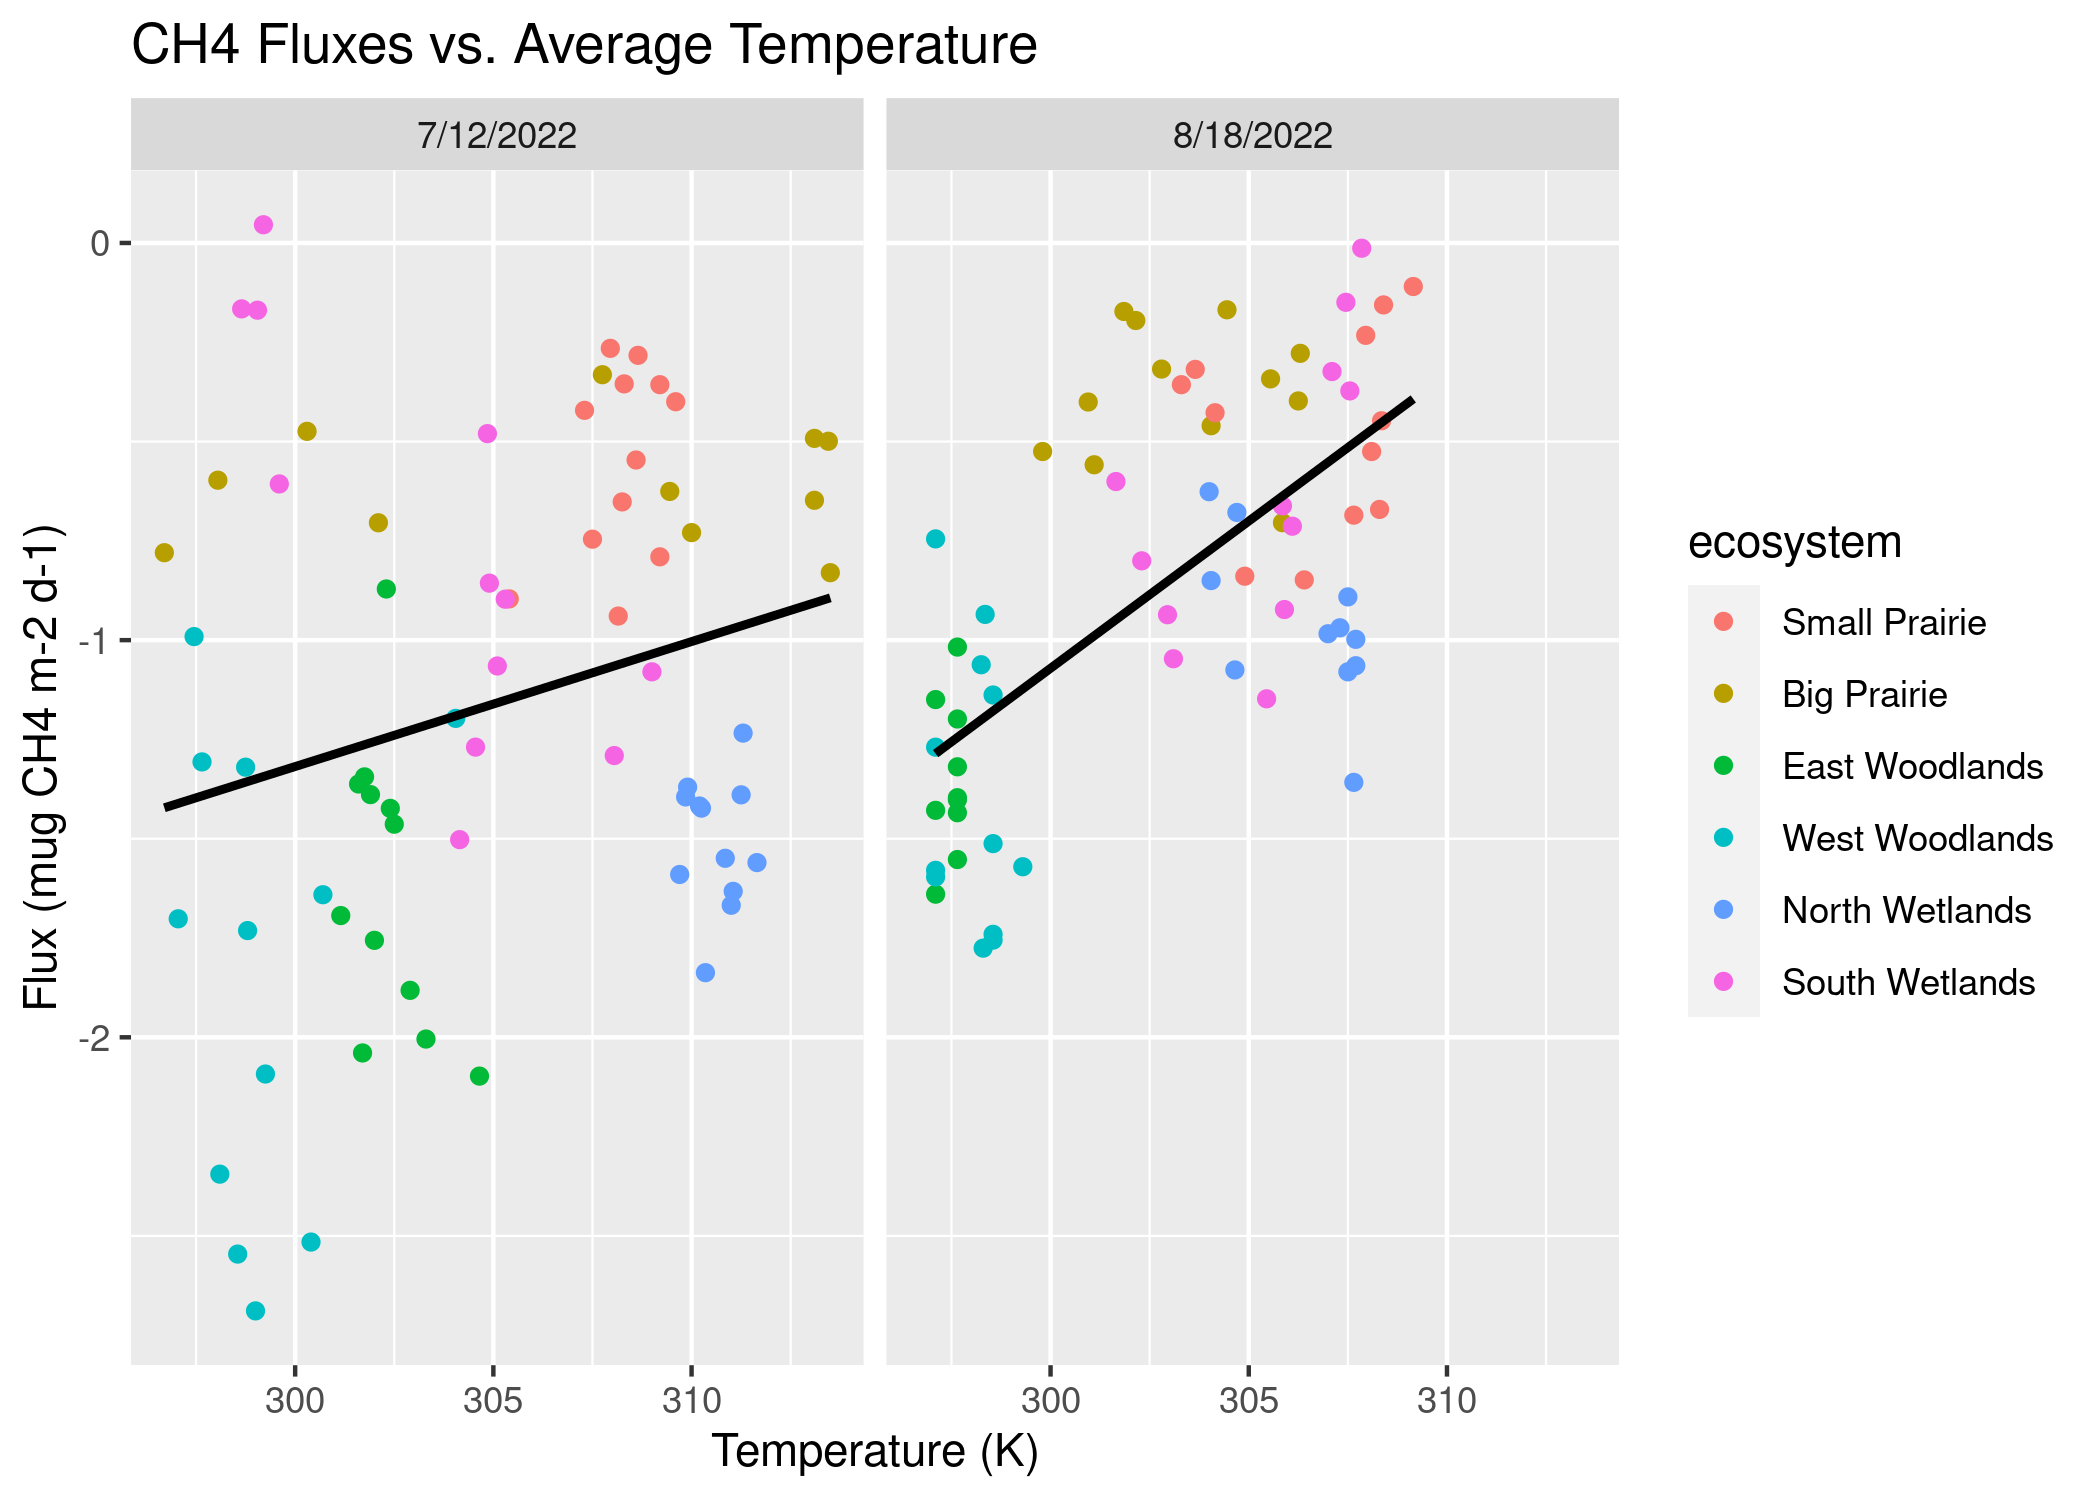 CH4 Fluxes vs. Average Temperature
7/12/2022 8/18/2022
0
-1
-2
Flux (mug CH4 m-2 d-1)
300 305 310 300 305 310
Temperature (K)
ecosystem
Small Prairie
Big Prairie
East Woodlands
West Woodlands
North Wetlands
South Wetlands